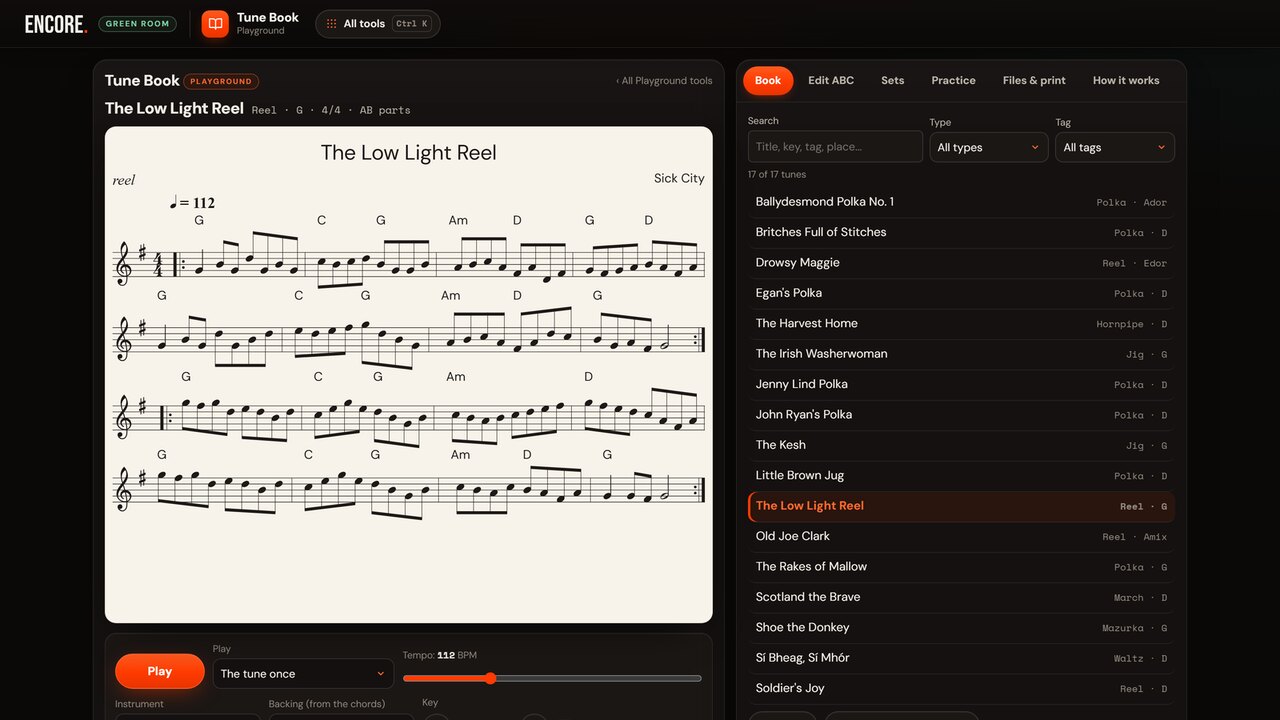 ENCORE. GREEN ROOM Tune Book Playground All tools Ctrl K
Tune Book PLAYGROUND ‹ All Playground tools
The Low Light Reel Reel · G · 4/4 · AB parts
The Low Light Reel
reel Sick City
= 112
G C G Am D G D
4/4
G C G Am D G
G C G Am D
G C G Am D G
Play
Play
The tune once
Tempo: 112 BPM
Instrument Backing (from the chords) Key
Book Edit ABC Sets Practice Files & print How it works
Search Type Tag
Title, key, tag, place... All types All tags
17 of 17 tunes
Ballydesmond Polka No. 1 Polka · Ador
Britches Full of Stitches Polka · D
Drowsy Maggie Reel · Edor
Egan's Polka Polka · D
The Harvest Home Hornpipe · D
The Irish Washerwoman Jig · G
Jenny Lind Polka Polka · D
John Ryan's Polka Polka · D
The Kesh Jig · G
Little Brown Jug Polka · D
The Low Light Reel Reel · G
Old Joe Clark Reel · Amix
The Rakes of Mallow Polka · G
Scotland the Brave March · D
Shoe the Donkey Mazurka · G
Sí Bheag, Sí Mhór Waltz · D
Soldier's Joy Reel · D